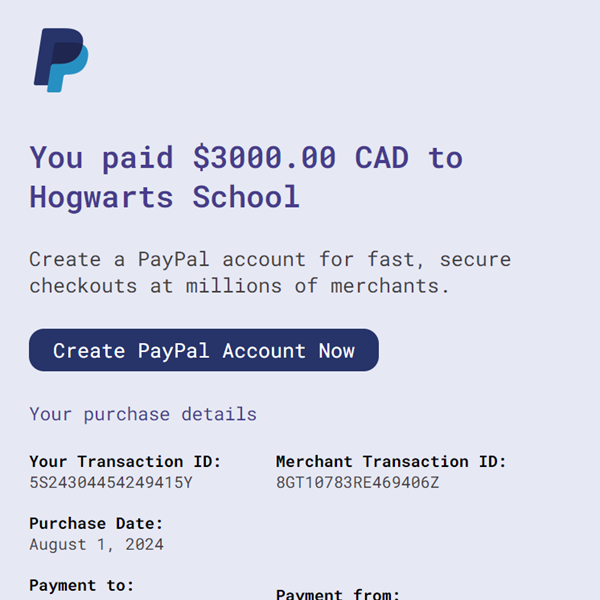 You paid $3000.00 CAD to
Hogwarts School
Create a PayPal account for fast, secure
checkouts at millions of merchants.
Create PayPal Account Now
Your purchase details
Your Transaction ID:
5S24304454249415Y
Merchant Transaction ID:
8GT10783RE469406Z
Purchase Date:
August 1, 2024
Payment to:
Payment from: